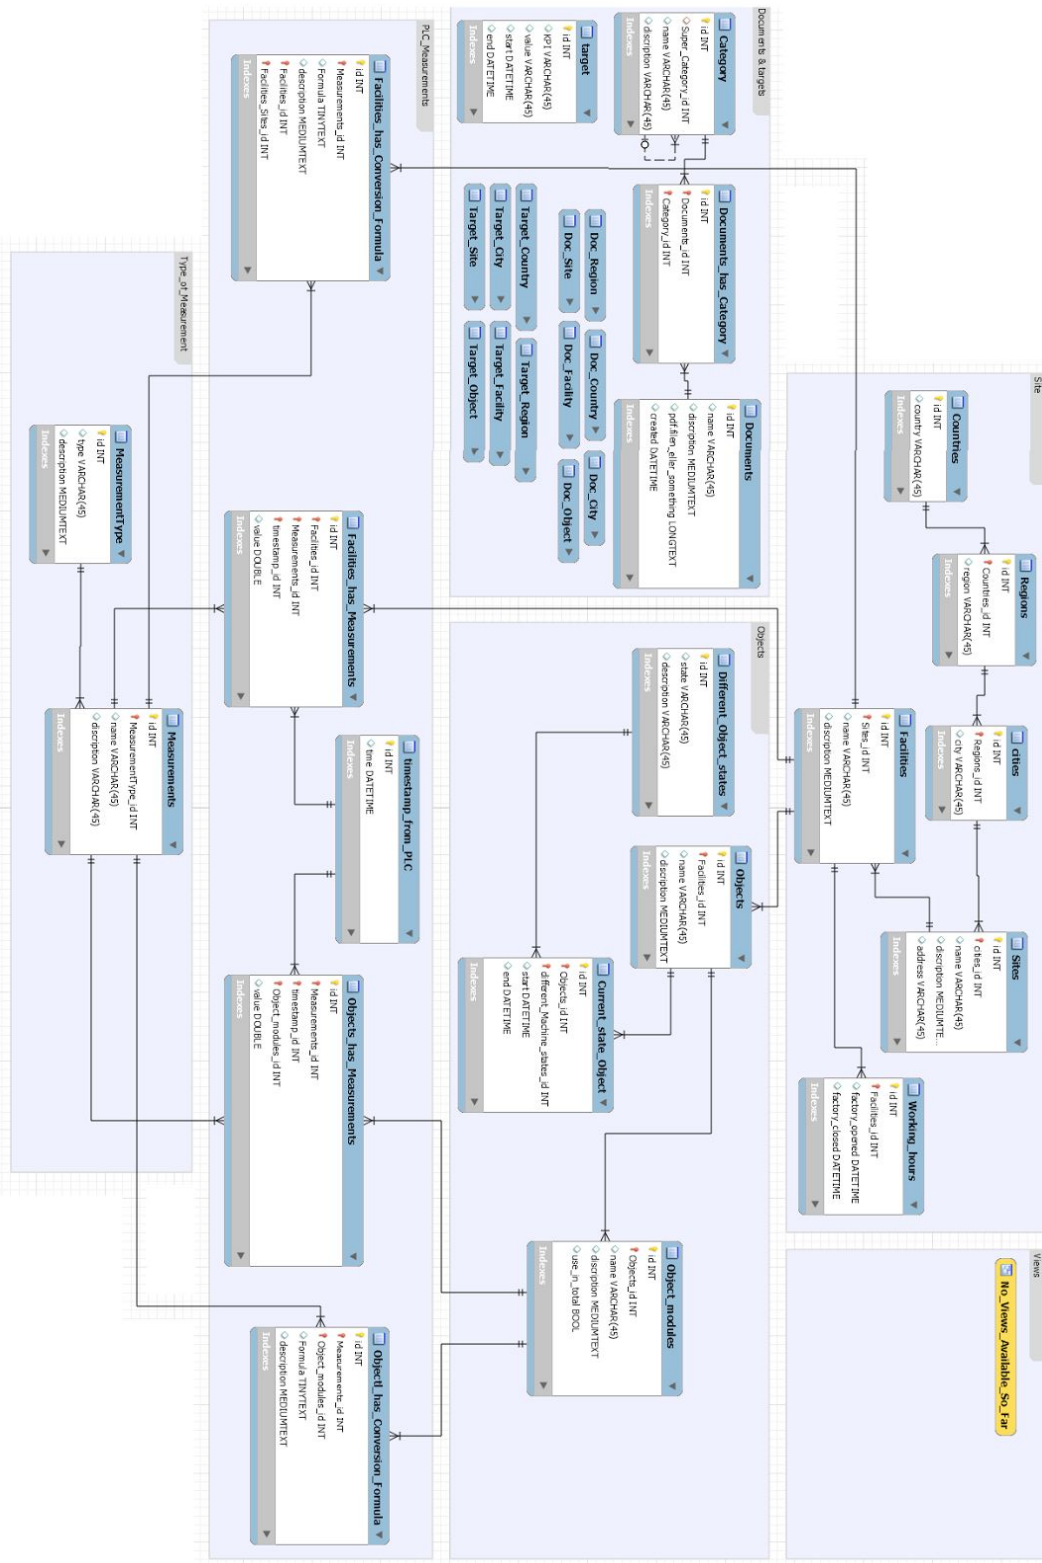 Documents & targets
Category
id INT
Super_Category_id INT
name VARCHAR(45)
discription VARCHAR(45)
Indexes
target
id INT
KPI VARCHAR(45)
value VARCHAR(45)
start DATETIME
end DATETIME
Indexes
Documents_has_Category
id INT
Documents_id INT
Category_id INT
Indexes
Documents
id INT
name VARCHAR(45)
discription MEDIUMTEXT
pdf.filen_eller_something LONGTEXT
created DATETIME
Indexes
Doc_Region
Doc_Country
Doc_City
Doc_Site
Doc_Facility
Doc_Object
Target_Country
Target_Region
Target_City
Target_Facility
Target_Site
Target_Object
Site
Countries
id INT
country VARCHAR(45)
Indexes
Regions
id INT
Countries_id INT
region VARCHAR(45)
Indexes
cities
id INT
Regions_id INT
city VARCHAR(45)
Indexes
Sites
id INT
cities_id INT
name VARCHAR(45)
discription MEDIUMTE...
address VARCHAR(45)
Indexes
Facilities
id INT
Sites_id INT
name VARCHAR(45)
discription MEDIUMTEXT
Indexes
Working_hours
id INT
Facilities_id INT
factory_opened DATETIME
factory_closed DATETIME
Indexes
Views
No_Views_Available_So_Far
Objects
Different_Object_states
id INT
state VARCHAR(45)
description VARCHAR(45)
Indexes
Objects
id INT
Facilities_id INT
name VARCHAR(45)
discription MEDIUMTEXT
Indexes
Current_state_Object
id INT
Objects_id INT
different_Machine_states_id INT
start DATETIME
end DATETIME
Indexes
Object_modules
id INT
Objects_id INT
name VARCHAR(45)
discription MEDIUMTEXT
use_in_total BOOL
Indexes
PLC_Measurements
Facilities_has_Conversion_Formula
id INT
Measurements_id INT
Formula TINYTEXT
description MEDIUMTEXT
Facilities_id INT
Facilities_Sites_id INT
Indexes
Facilities_has_Measurements
id INT
Facilities_id INT
Measurements_id INT
timestamp_id INT
value DOUBLE
Indexes
timestamp_from_PLC
id INT
time DATETIME
Indexes
Objects_has_Measurements
id INT
Measurements_id INT
timestamp_id INT
Object_modules_id INT
value DOUBLE
Indexes
Objectl_has_Conversion_Formula
id INT
Measurements_id INT
Object_modules_id INT
Formula TINYTEXT
description MEDIUMTEXT
Indexes
Type_of_Measurement
MeasurementType
id INT
type VARCHAR(45)
description MEDIUMTEXT
Indexes
Measurements
id INT
MeasurementType_id INT
name VARCHAR(45)
discription VARCHAR(45)
Indexes